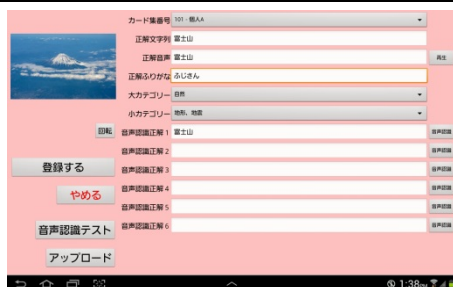 カード集番号 101 - 個人A
正解文字列 富士山
正解音声 富士山 再生
正解ふりがな ふじさん
大カテゴリー 自然
小カテゴリー 地形、地図
回転 音声認識正解 1 富士山 音声認識
音声認識正解 2 音声認識
登録する 音声認識正解 3 音声認識
やめる 音声認識正解 4 音声認識
音声認識正解 5 音声認識
音声認識テスト 音声認識正解 6 音声認識
アップロード
1:38PM